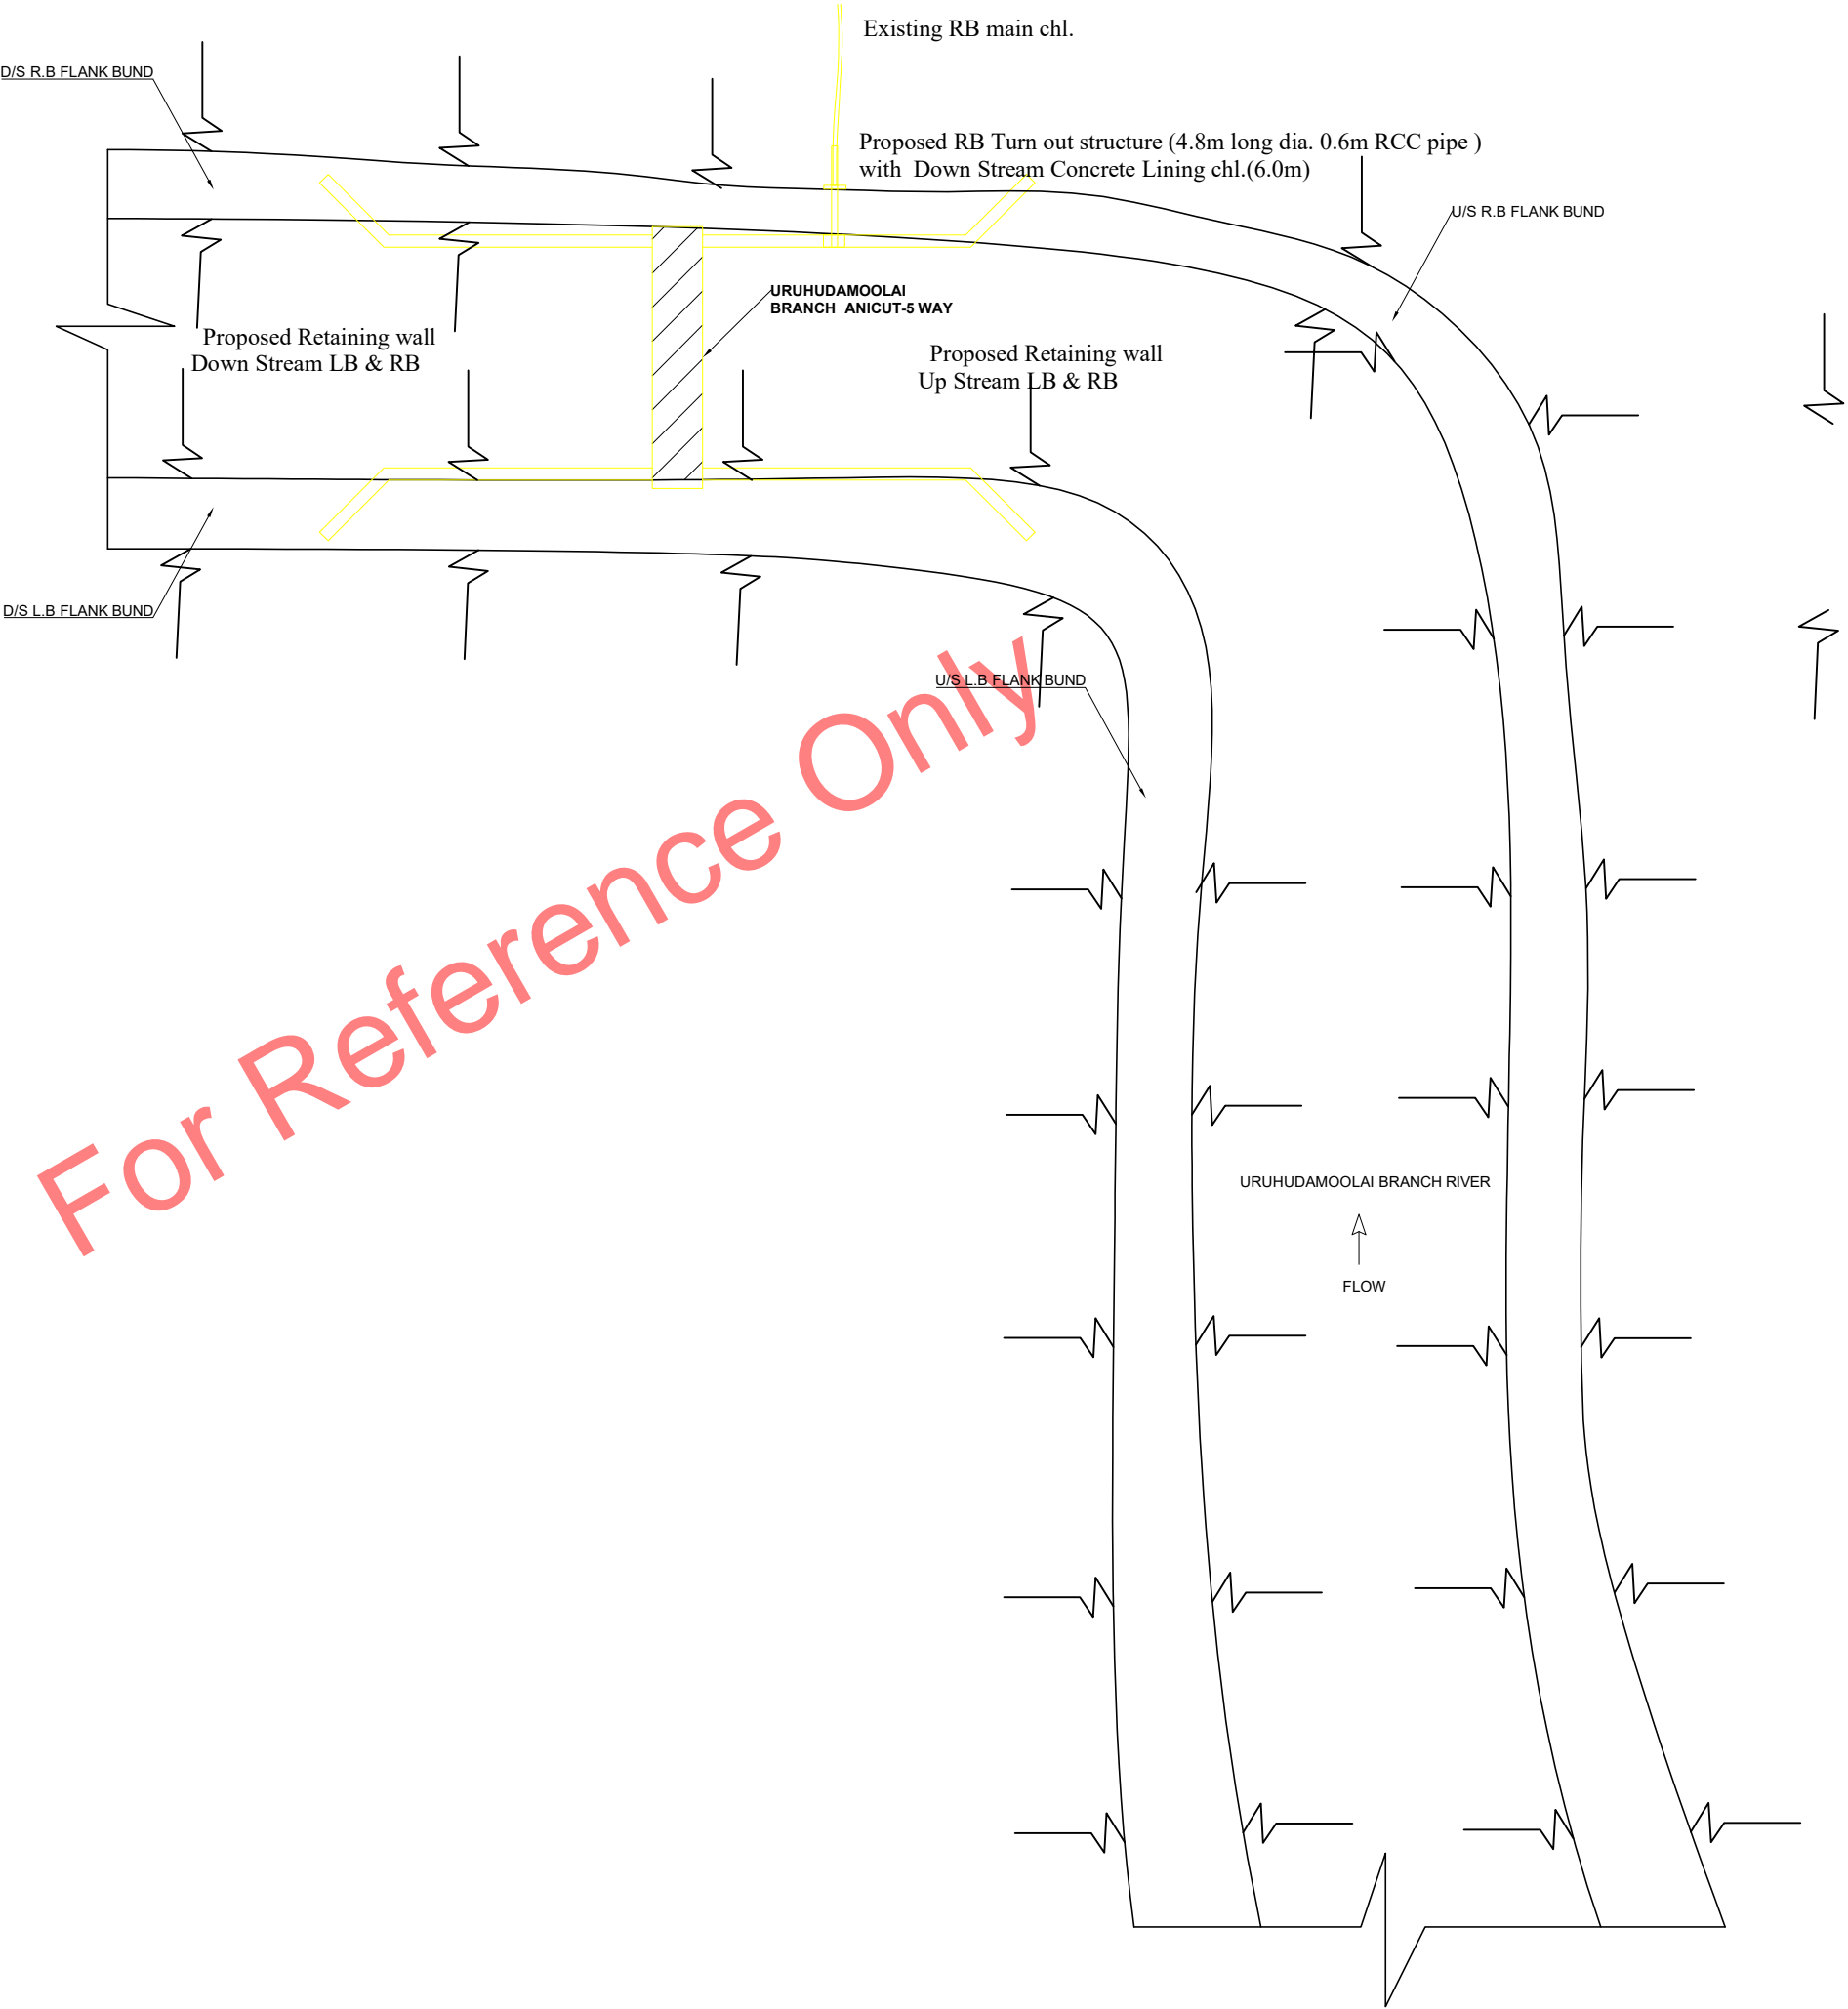 Existing RB main chl.
D/S R.B FLANK BUND
Proposed RB Turn out structure (4.8m long dia. 0.6m RCC pipe )
with Down Stream Concrete Lining chl.(6.0m)
U/S R.B FLANK BUND
URUHUDAMOOLAI
BRANCH ANICUT-5 WAY
Proposed Retaining wall
Down Stream LB & RB
Proposed Retaining wall
Up Stream LB & RB
D/S L.B FLANK BUND
U/S L.B FLANK BUND
For Reference Only
URUHUDAMOOLAI BRANCH RIVER
FLOW